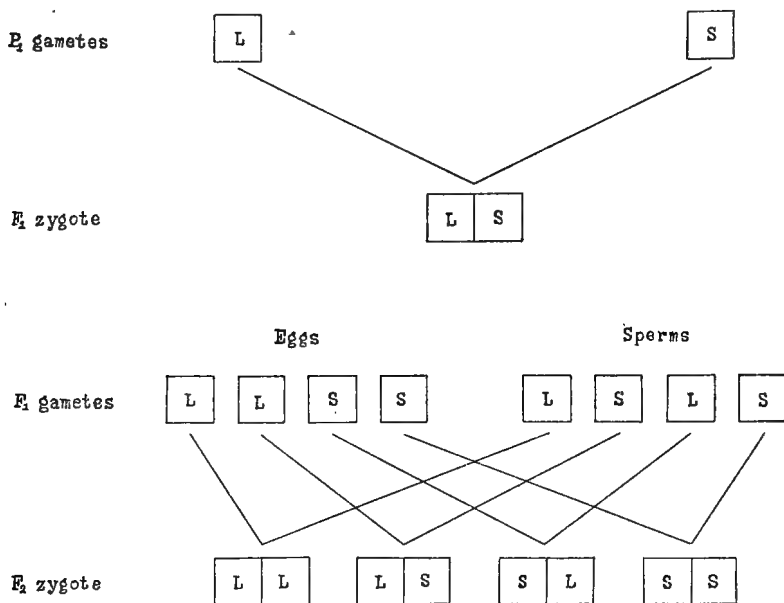 P₁ gametes L S
F₁ zygote L S
Eggs Sperms
F₁ gametes L L S S L S L S
F₂ zygote L L L S S L S S